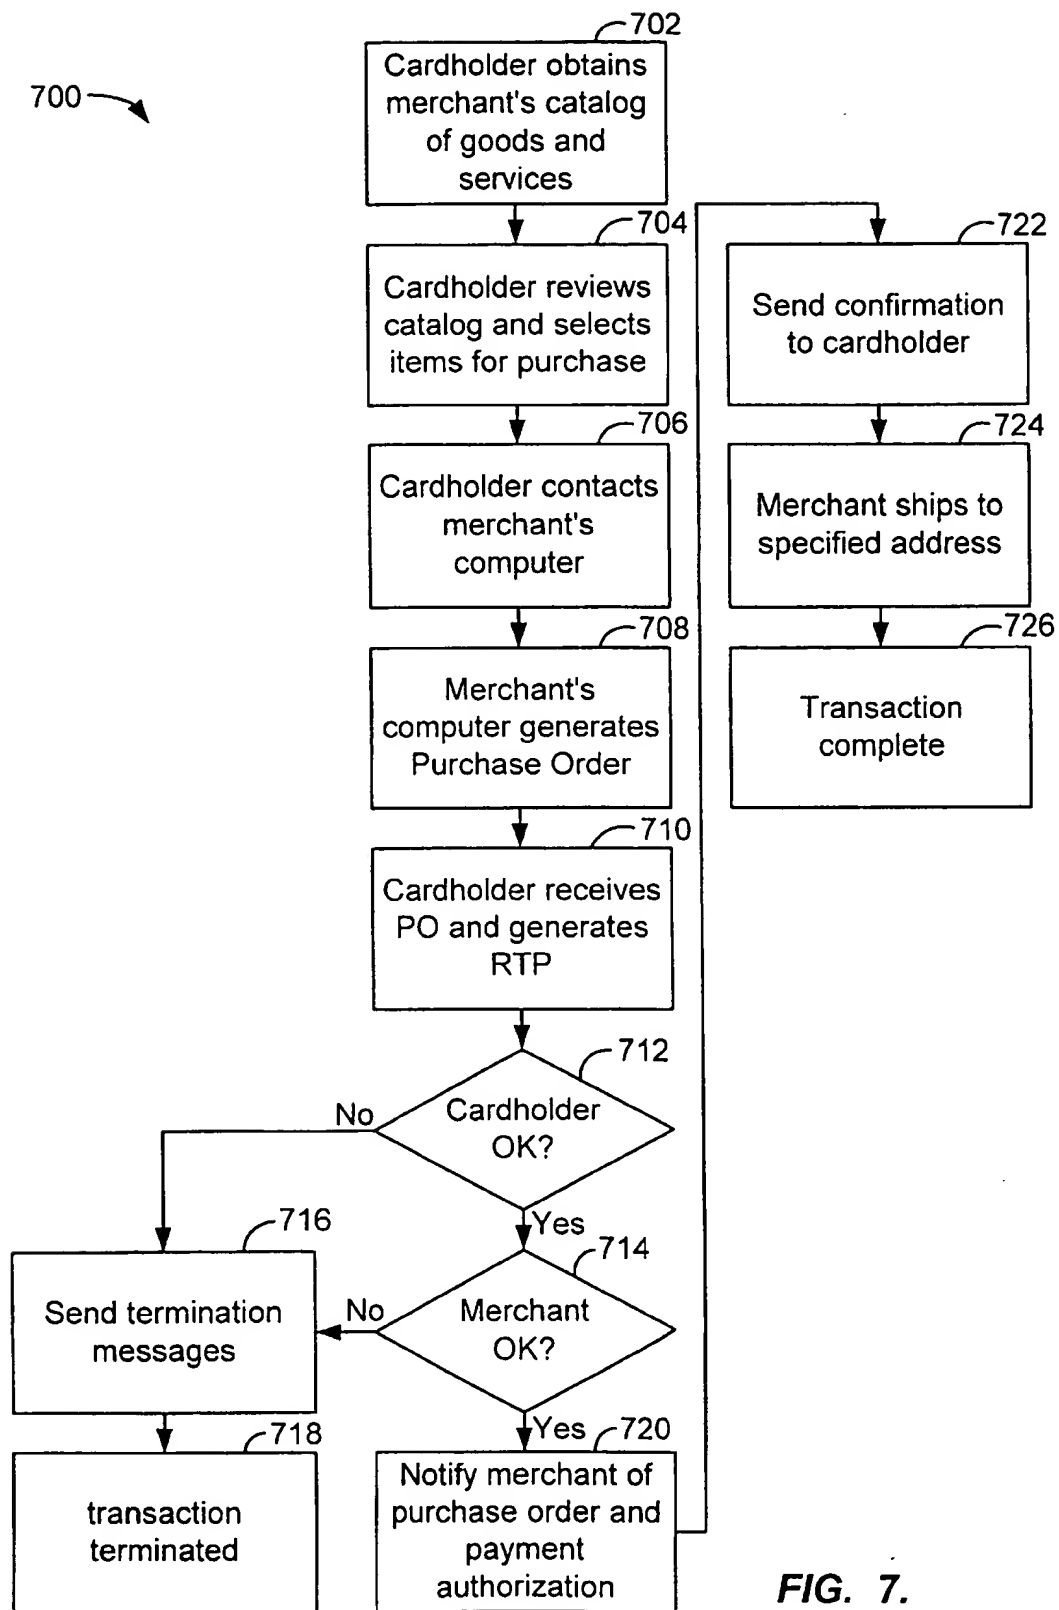 700
702
Cardholder obtains
merchant's catalog
of goods and
services
704
Cardholder reviews
catalog and selects
items for purchase
706
Cardholder contacts
merchant's
computer
708
Merchant's
computer generates
Purchase Order
710
Cardholder receives
PO and generates
RTP
712
Cardholder
OK?
No
Yes
714
Merchant
OK?
No
Yes
716
Send termination
messages
718
transaction
terminated
720
Notify merchant of
purchase order and
payment
authorization
722
Send confirmation
to cardholder
724
Merchant ships to
specified address
726
Transaction
complete
FIG. 7.